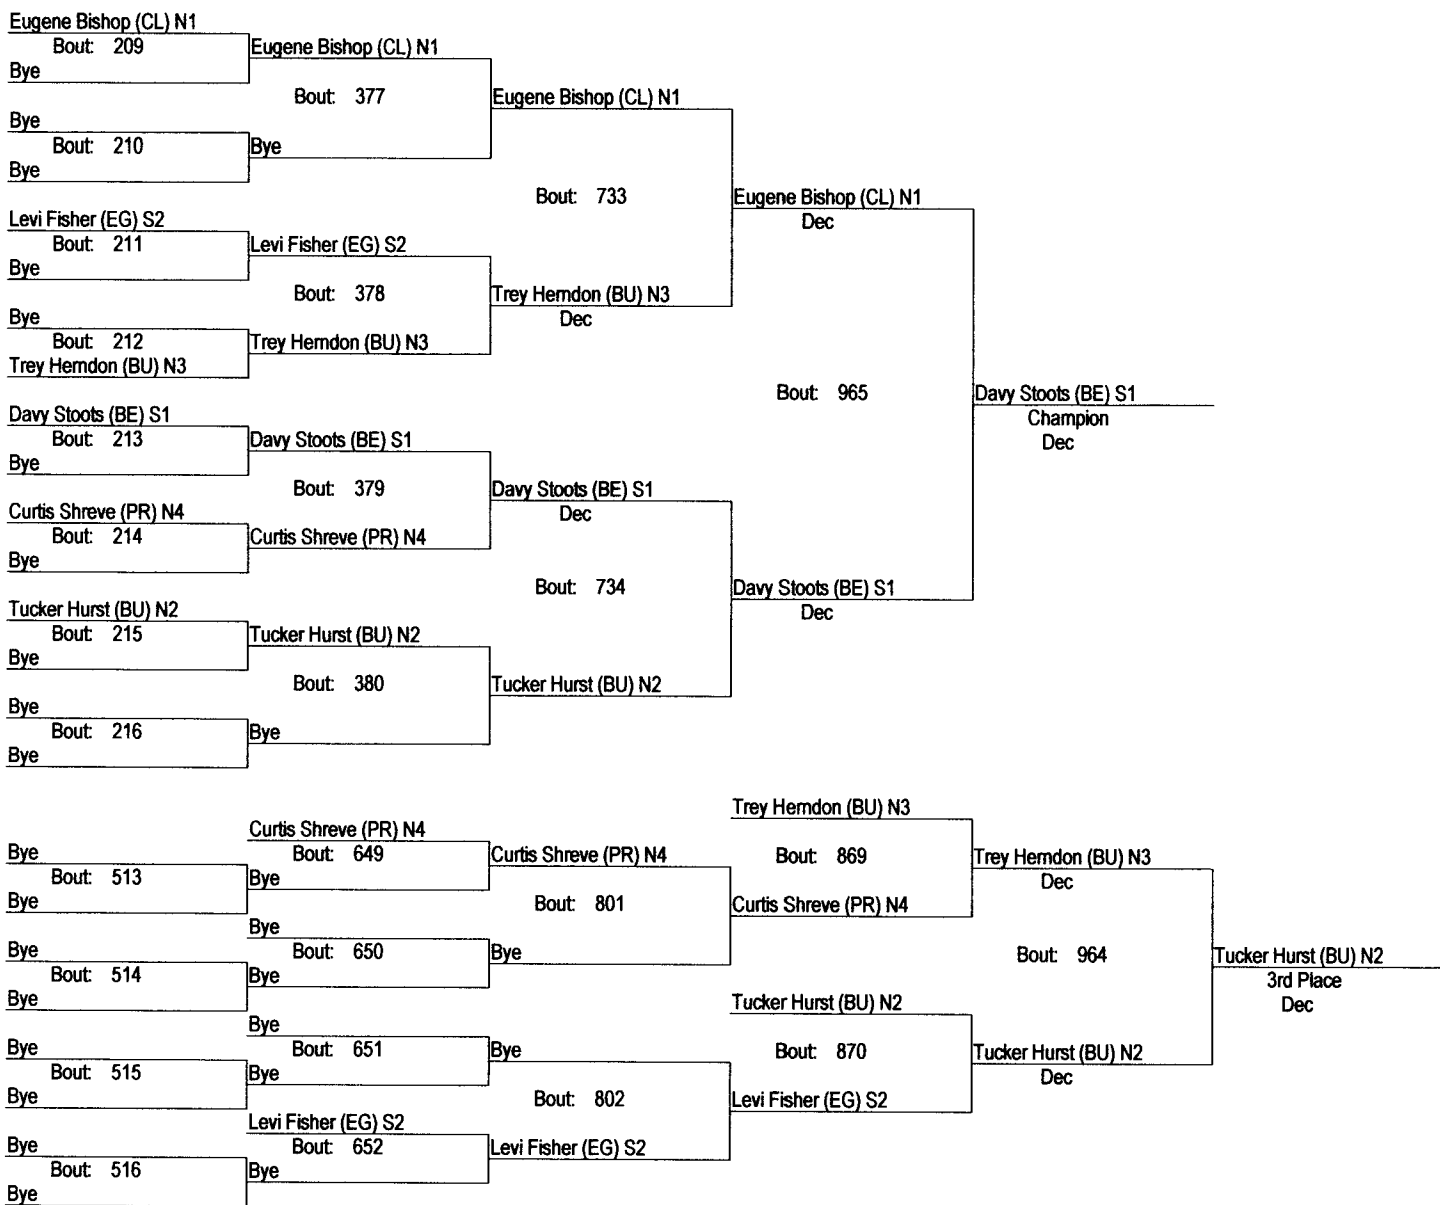 Eugene Bishop (CL) N1
Bout: 209
Bye
Eugene Bishop (CL) N1
Bout: 377
Bye
Bout: 210
Bye
Bye
Eugene Bishop (CL) N1
Bout: 733
Levi Fisher (EG) S2
Bout: 211
Bye
Levi Fisher (EG) S2
Bout: 378
Bye
Bout: 212
Trey Herndon (BU) N3
Trey Herndon (BU) N3
Trey Herndon (BU) N3
Dec
Eugene Bishop (CL) N1
Dec
Bout: 965
Davy Stoots (BE) S1
Bout: 213
Bye
Davy Stoots (BE) S1
Bout: 379
Curtis Shreve (PR) N4
Bout: 214
Bye
Curtis Shreve (PR) N4
Davy Stoots (BE) S1
Dec
Bout: 734
Tucker Hurst (BU) N2
Bout: 215
Bye
Tucker Hurst (BU) N2
Bout: 380
Bye
Bout: 216
Bye
Bye
Tucker Hurst (BU) N2
Davy Stoots (BE) S1
Dec
Davy Stoots (BE) S1
Champion
Dec
Bye
Bout: 513
Bye
Curtis Shreve (PR) N4
Bout: 649
Bye
Curtis Shreve (PR) N4
Bout: 801
Bye
Bout: 514
Bye
Bye
Bout: 650
Bye
Bye
Trey Herndon (BU) N3
Bout: 869
Curtis Shreve (PR) N4
Trey Herndon (BU) N3
Dec
Bout: 964
Bye
Bout: 515
Bye
Bye
Bout: 651
Bye
Bye
Bout: 802
Bye
Bout: 516
Bye
Levi Fisher (EG) S2
Bout: 652
Bye
Levi Fisher (EG) S2
Tucker Hurst (BU) N2
Bout: 870
Levi Fisher (EG) S2
Tucker Hurst (BU) N2
Dec
Tucker Hurst (BU) N2
3rd Place
Dec